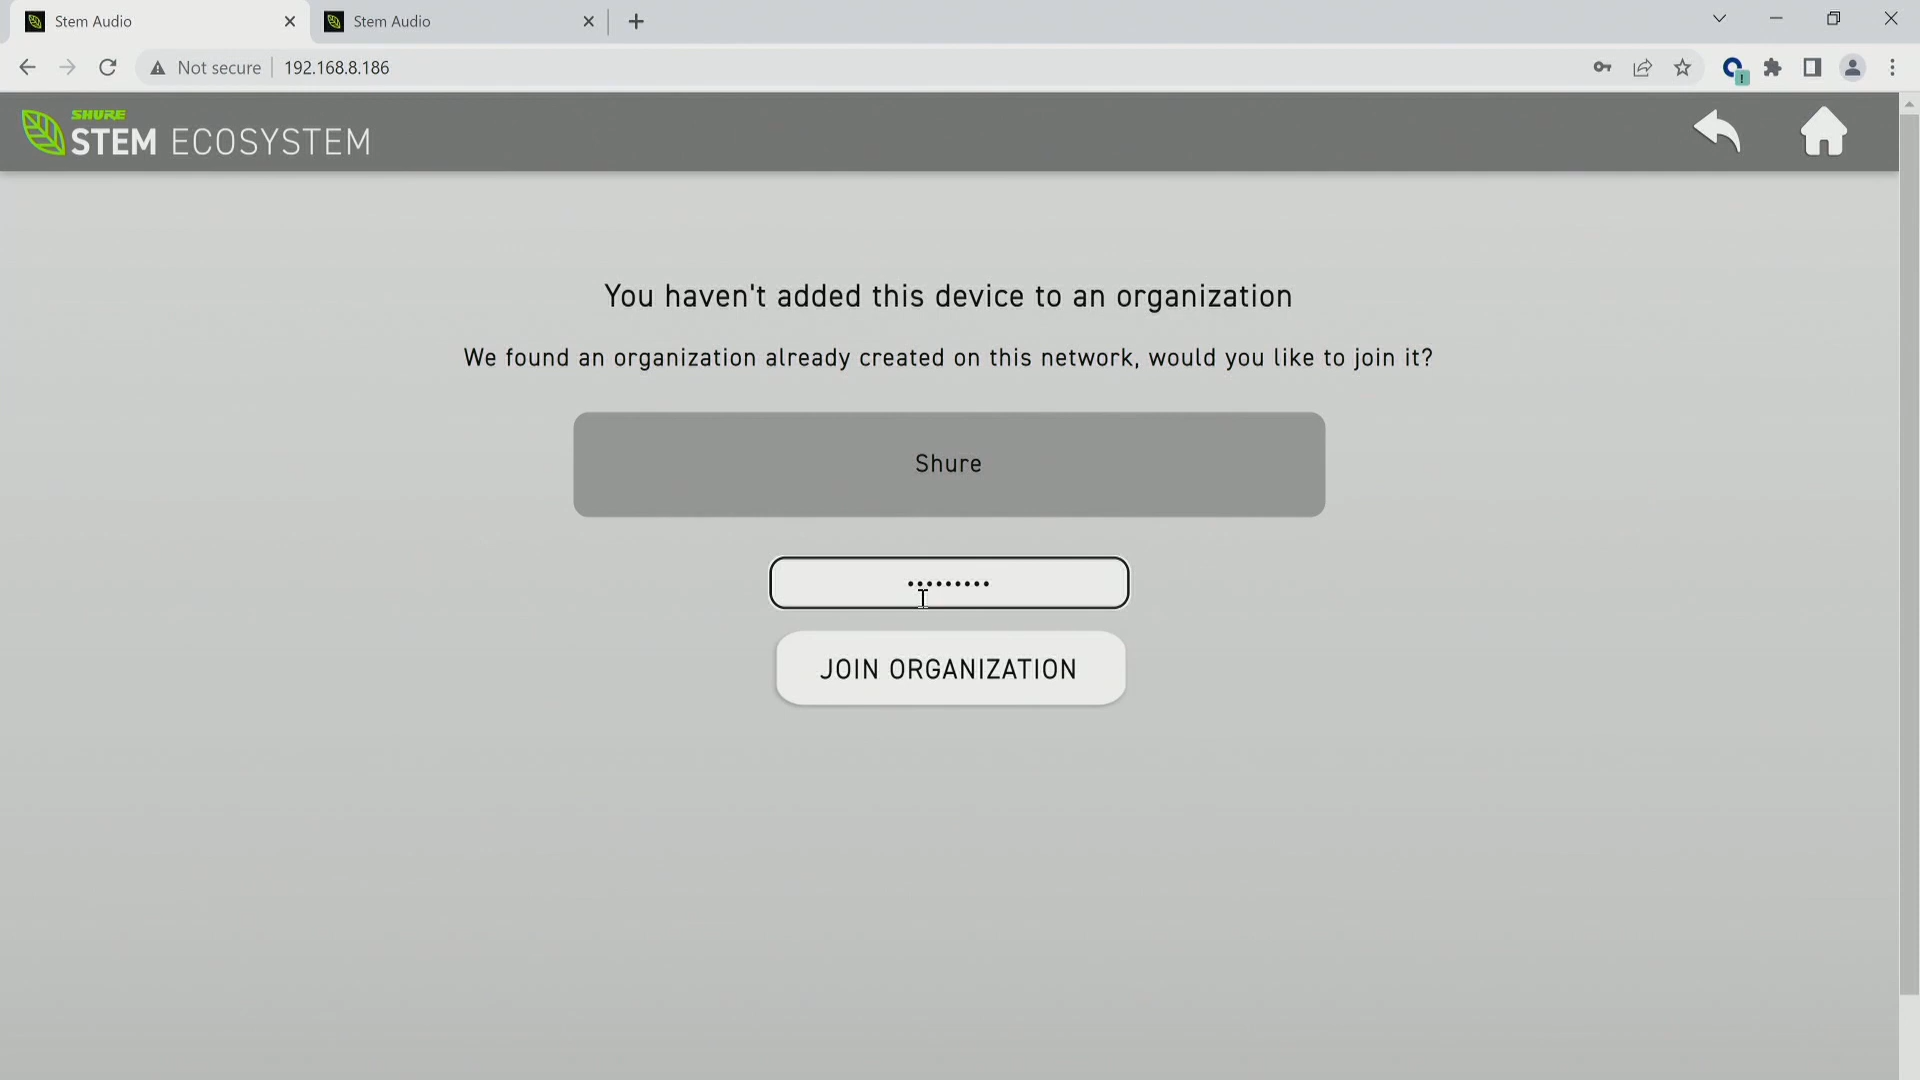 Stem Audio
Stem Audio
Not secure
192.168.8.186
SHURE
STEM ECOSYSTEM
You haven't added this device to an organization
We found an organization already created on this network, would you like to join it?
Shure
•••••••••
JOIN ORGANIZATION